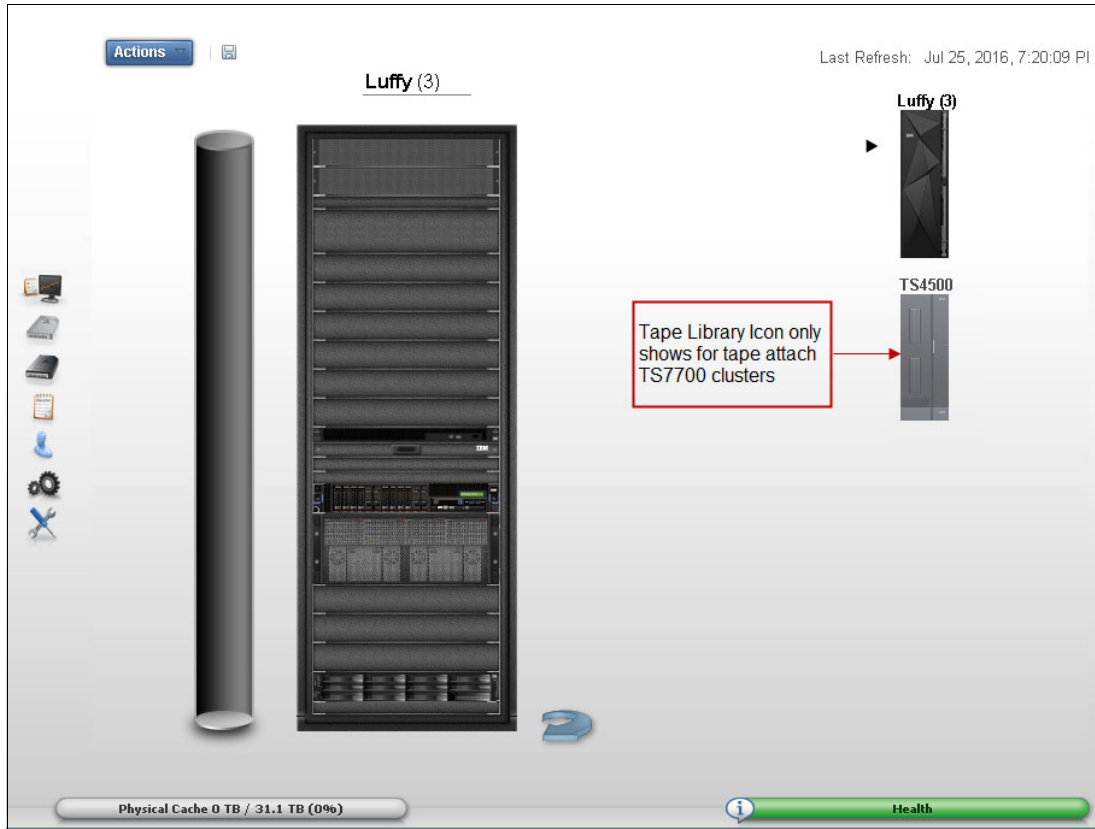 Actions
Last Refresh: Jul 25, 2016, 7:20:09 PI
Luffy (3)
Luffy (3)
TS4500
Tape Library Icon only
shows for tape attach
TS7700 clusters
IBM
Physical Cache 0 TB / 31.1 TB (0%)
Health